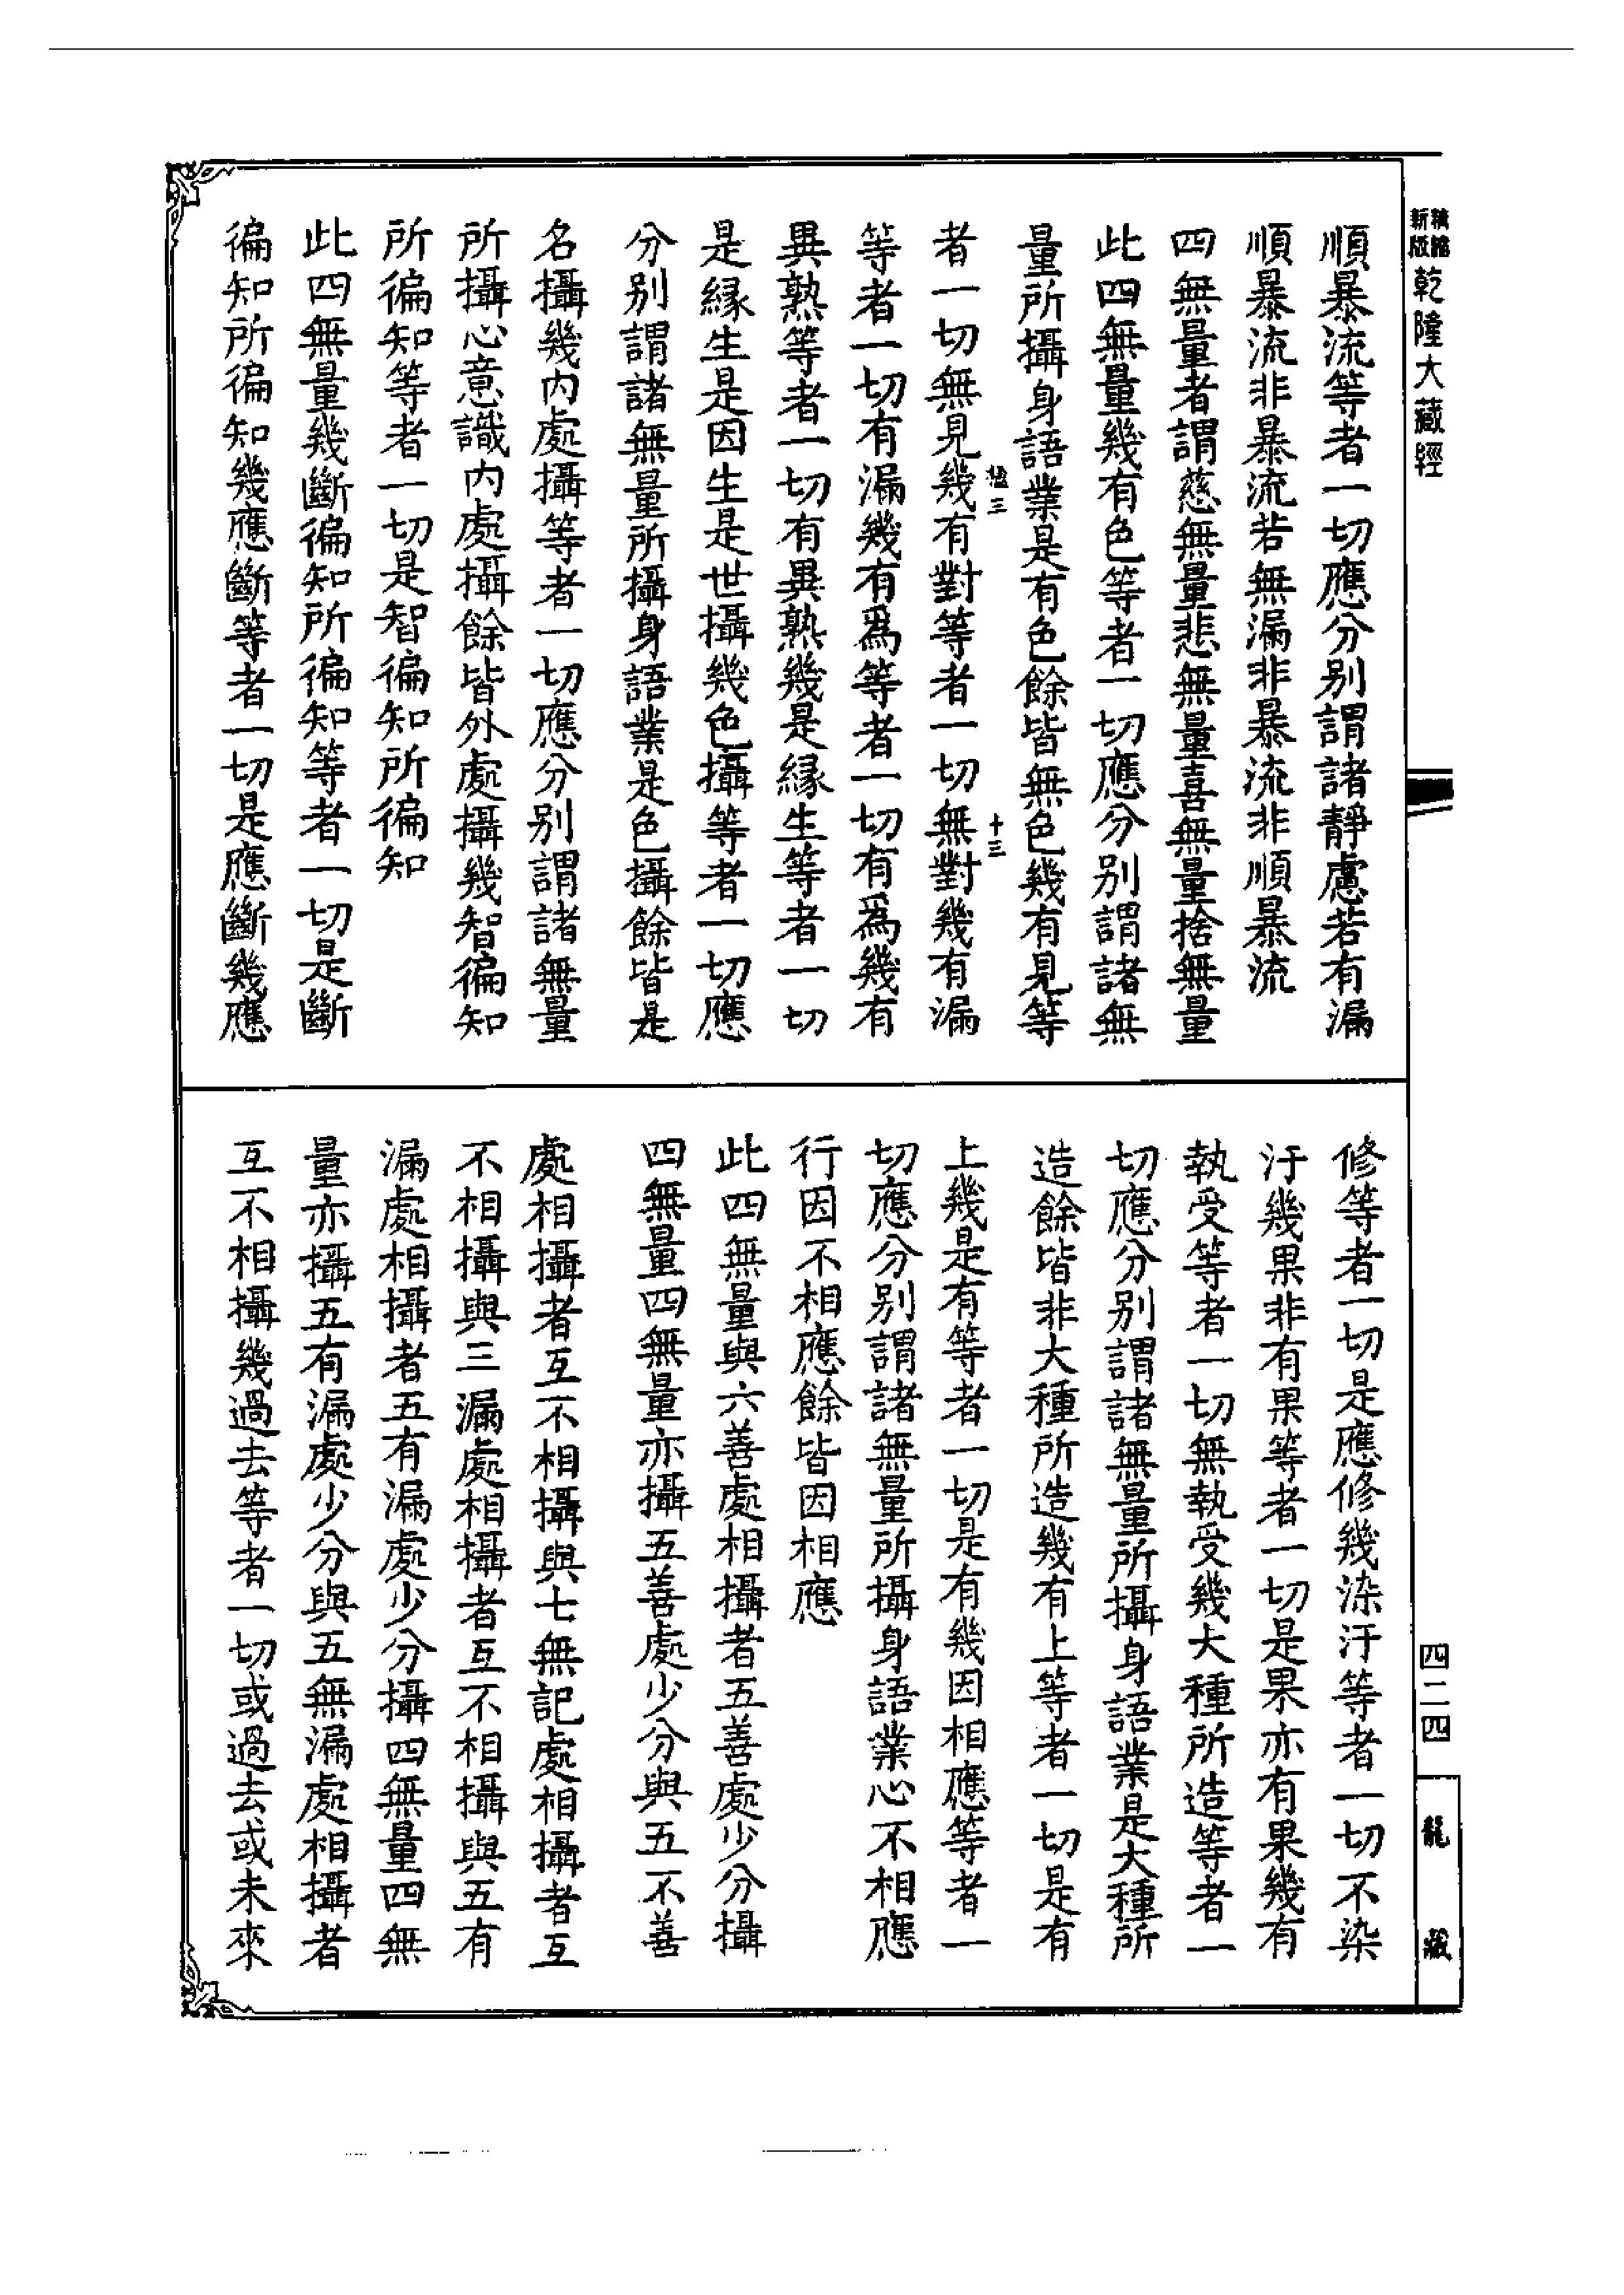 新版
精縮
乾隆大藏經
順暴流等者一切應分别謂諸靜慮若有漏
順暴流非暴流若無漏非暴流非順暴流
四無量者謂慈無量悲無量喜無量捨無量
此四無量幾有色等者一切應分别謂諸無
量所攝身語業是有色餘皆無色幾有見等
者一切無見幾有對等者一切無對幾有漏
等者一切有漏幾有爲等者一切有爲幾有
異熟等者一切有異熟幾是縁生等者一切
是縁生是因生是世攝幾色攝等者一切應
分别謂諸無量所攝身語業是色攝餘皆是
名攝幾内處攝等者一切應分别謂諸無量
所攝心意識内處攝餘皆外處攝幾智徧知
所徧知等者一切是智徧知所徧知
此四無量幾斷徧知所徧知等者一切是斷
徧知所徧知幾應斷等者一切是應斷幾應
十三
修等者一切是應修幾染汙等者一切不染
汙幾果非有果等者一切是果亦有果幾有
執受等者一切無執受幾大種所造等者一
切應分别謂諸無量所攝身語業是大種所
造餘皆非大種所造幾有上等者一切是有
上幾是有等者一切是有幾因相應等者一
切應分别謂諸無量所攝身語業心不相應
行因不相應餘皆因相應
此四無量與六善處相攝者五善處少分攝
四無量四無量亦攝五善處少分與五不善
處相攝者互不相攝與七無記處相攝者互
不相攝與三漏處相攝者互不相攝與五有
漏處相攝者五有漏處少分攝四無量四無
量亦攝五有漏處少分與五無漏處相攝者
互不相攝幾過去等者一切或過去或未來
四二四
龍藏